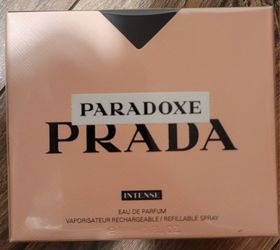 PARADOXE
PRADA
INTENSE
EAU DE PARFUM
VAPORISATEUR RECHARGEABLE / REFILLABLE SPRAY